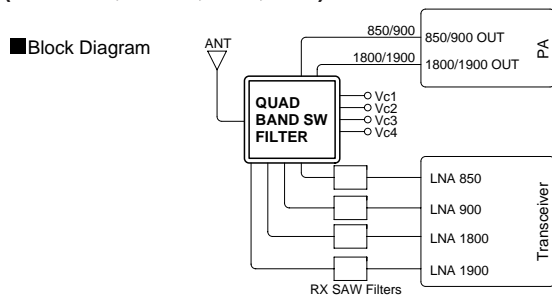 ■Block Diagram
ANT
850/900
850/900 OUT
1800/1900
1800/1900 OUT
PA
QUAD
BAND SW
FILTER
Vc1
Vc2
Vc3
Vc4
LNA 850
LNA 900
LNA 1800
LNA 1900
Transceiver
RX SAW Filters